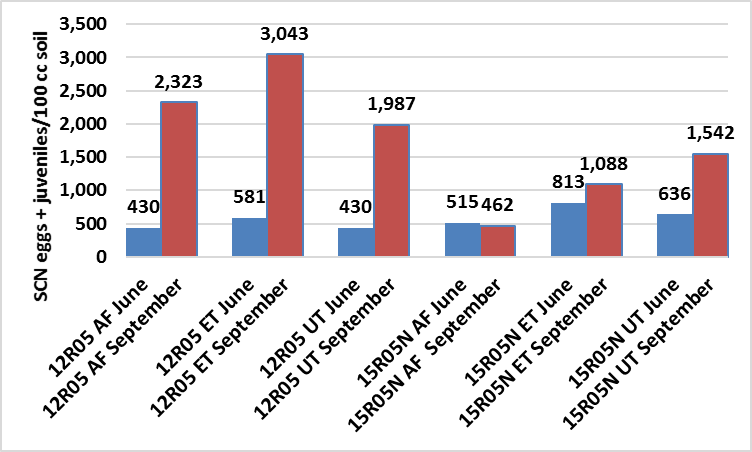 SCN eggs + juveniles/100 cc soil
3,500
3,000
2,500
2,000
1,500
1,000
500
0
430
2,323
581
3,043
430
1,987
515
462
813
1,088
636
1,542
12R05 AF June
12R05 AF September
12R05 ET June
12R05 ET September
12R05 UT June
12R05 UT September
15R05N AF June
15R05N AF  September
15R05N ET June
15R05N ET September
15R05N UT June
15R05N UT September